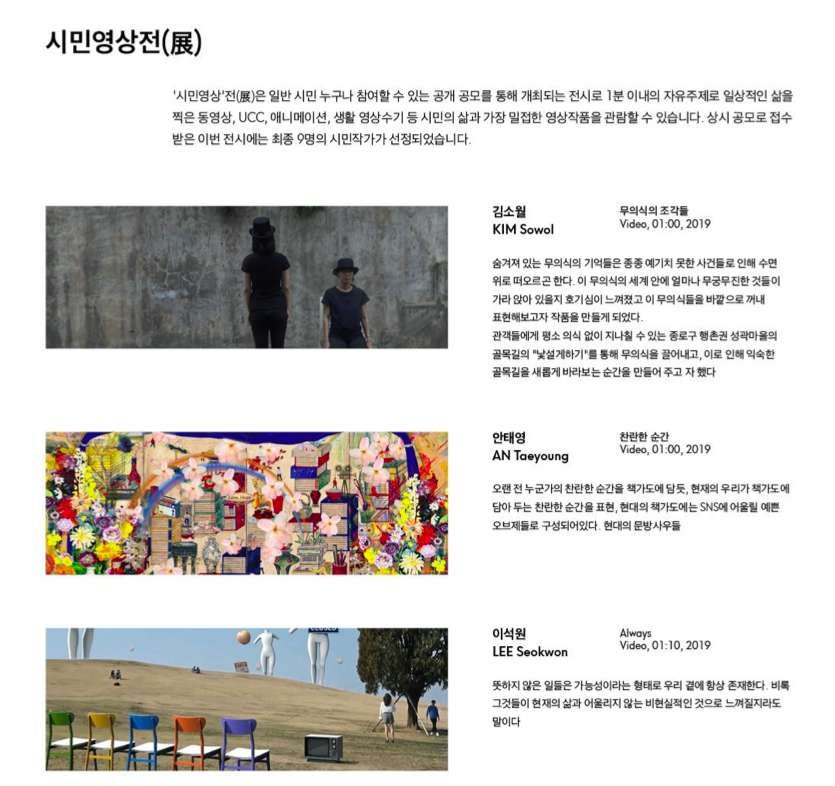 시민영상전(展)
'시민영상'전(展)은 일반 시민 누구나 참여할 수 있는 공개 공모를 통해 개최되는 전시로 1분 이내의 자유주제로 일상적인 삶을
찍은 동영상, UCC, 애니메이션, 생활 영상수기 등 시민의 삶과 가장 밀접한 영상작품을 관람할 수 있습니다. 상시 공모로 접수
받은 이번 전시에는 최종 9명의 시민작가가 선정되었습니다.
김소월
KIM Sowol
무의식의 조각들
Video, 01:00, 2019
숨겨져 있는 무의식의 기억들은 종종 예기치 못한 사건들로 인해 수면
위로 떠오르곤 한다. 이 무의식의 세계 안에 얼마나 무궁무진한 것들이
가라 앉아 있을지 호기심이 느껴졌고 이 무의식들을 바깥으로 꺼내
표현해보고자 작품을 만들게 되었다.
관객들에게 평소 의식 없이 지나칠 수 있는 종로구 행촌권 성곽마을의
골목길의 "낯설게하기"를 통해 무의식을 끌어내고, 이로 인해 익숙한
골목길을 새롭게 바라보는 순간을 만들어 주고 자 했다
안태영
AN Taeyoung
찬란한 순간
Video, 01:00, 2019
오랜 전 누군가의 찬란한 순간을 책가도에 담듯, 현재의 우리가 책가도에
담아 두는 찬란한 순간을 표현, 현대의 책가도에는 SNS에 어울릴 예쁜
오브제들로 구성되어있다. 현대의 문방사우들
이석원
LEE Seokwon
Always
Video, 01:10, 2019
뜻하지 않은 일들은 가능성이라는 형태로 우리 곁에 항상 존재한다. 비록
그것들이 현재의 삶과 어울리지 않는 비현실적인 것으로 느껴질지라도
말이다